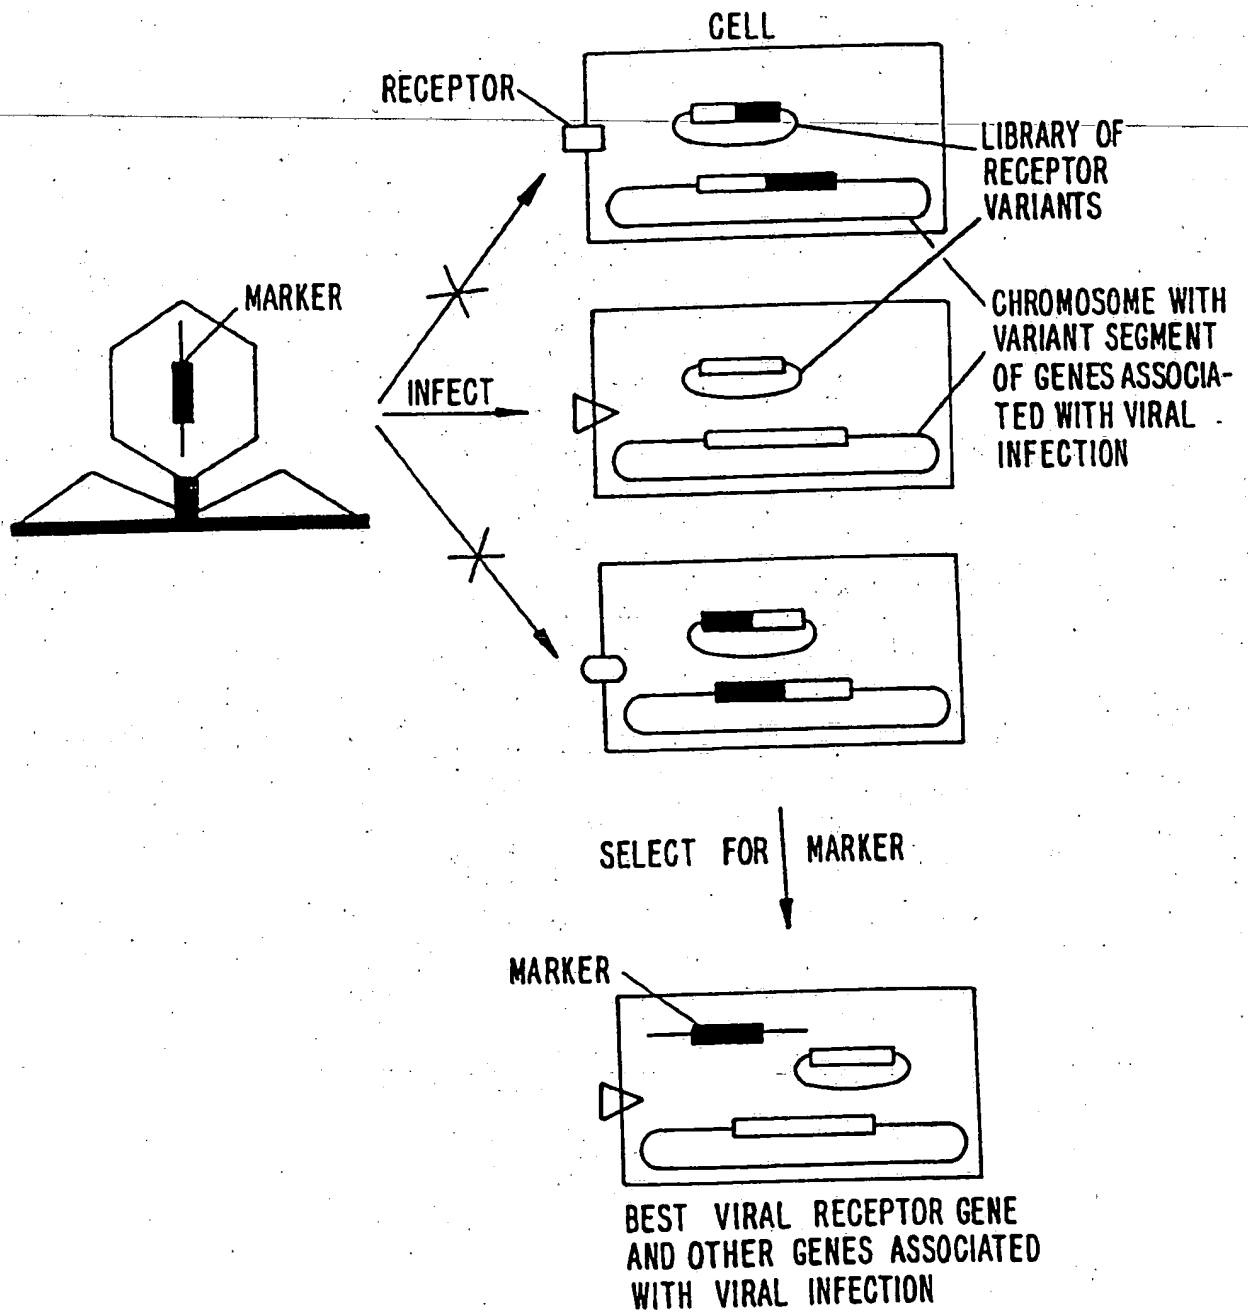 CELL
RECEPTOR
LIBRARY OF
RECEPTOR
VARIANTS
MARKER
CHROMOSOME WITH
VARIANT SEGMENT
OF GENES ASSOCIA-
TED WITH VIRAL
INFECTION
INFECT
SELECT FOR MARKER
MARKER
BEST VIRAL RECEPTOR GENE
AND OTHER GENES ASSOCIATED
WITH VIRAL INFECTION